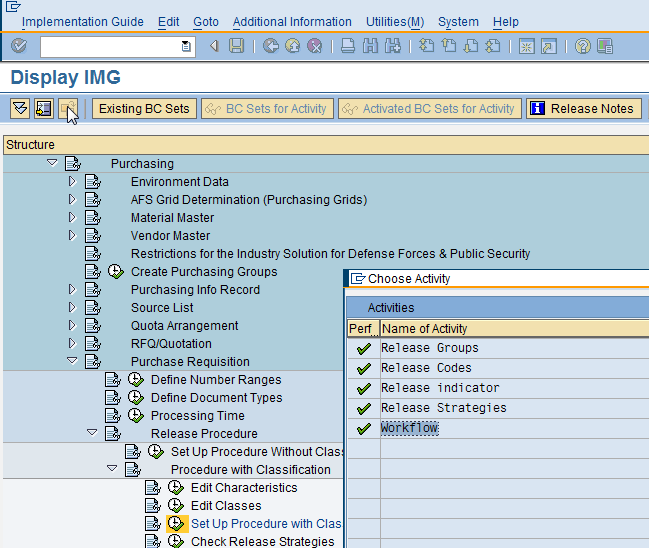 Implementation Guide Edit Goto Additional Information Utilities(M) System Help
Display IMG
Existing BC Sets BC Sets for Activity Activated BC Sets for Activity Release Notes
Structure
Purchasing
Environment Data
AFS Grid Determination (Purchasing Grids)
Material Master
Vendor Master
Restrictions for the Industry Solution for Defense Forces & Public Security
Create Purchasing Groups
Purchasing Info Record
Source List
Quota Arrangement
RFQ/Quotation
Purchase Requisition
Define Number Ranges
Define Document Types
Processing Time
Release Procedure
Set Up Procedure Without Clas
Procedure with Classification
Edit Characteristics
Edit Classes
Set Up Procedure with Clas
Check Release Strategies
Choose Activity
Activities
Perf.. Name of Activity
Release Groups
Release Codes
Release indicator
Release Strategies
Workflow